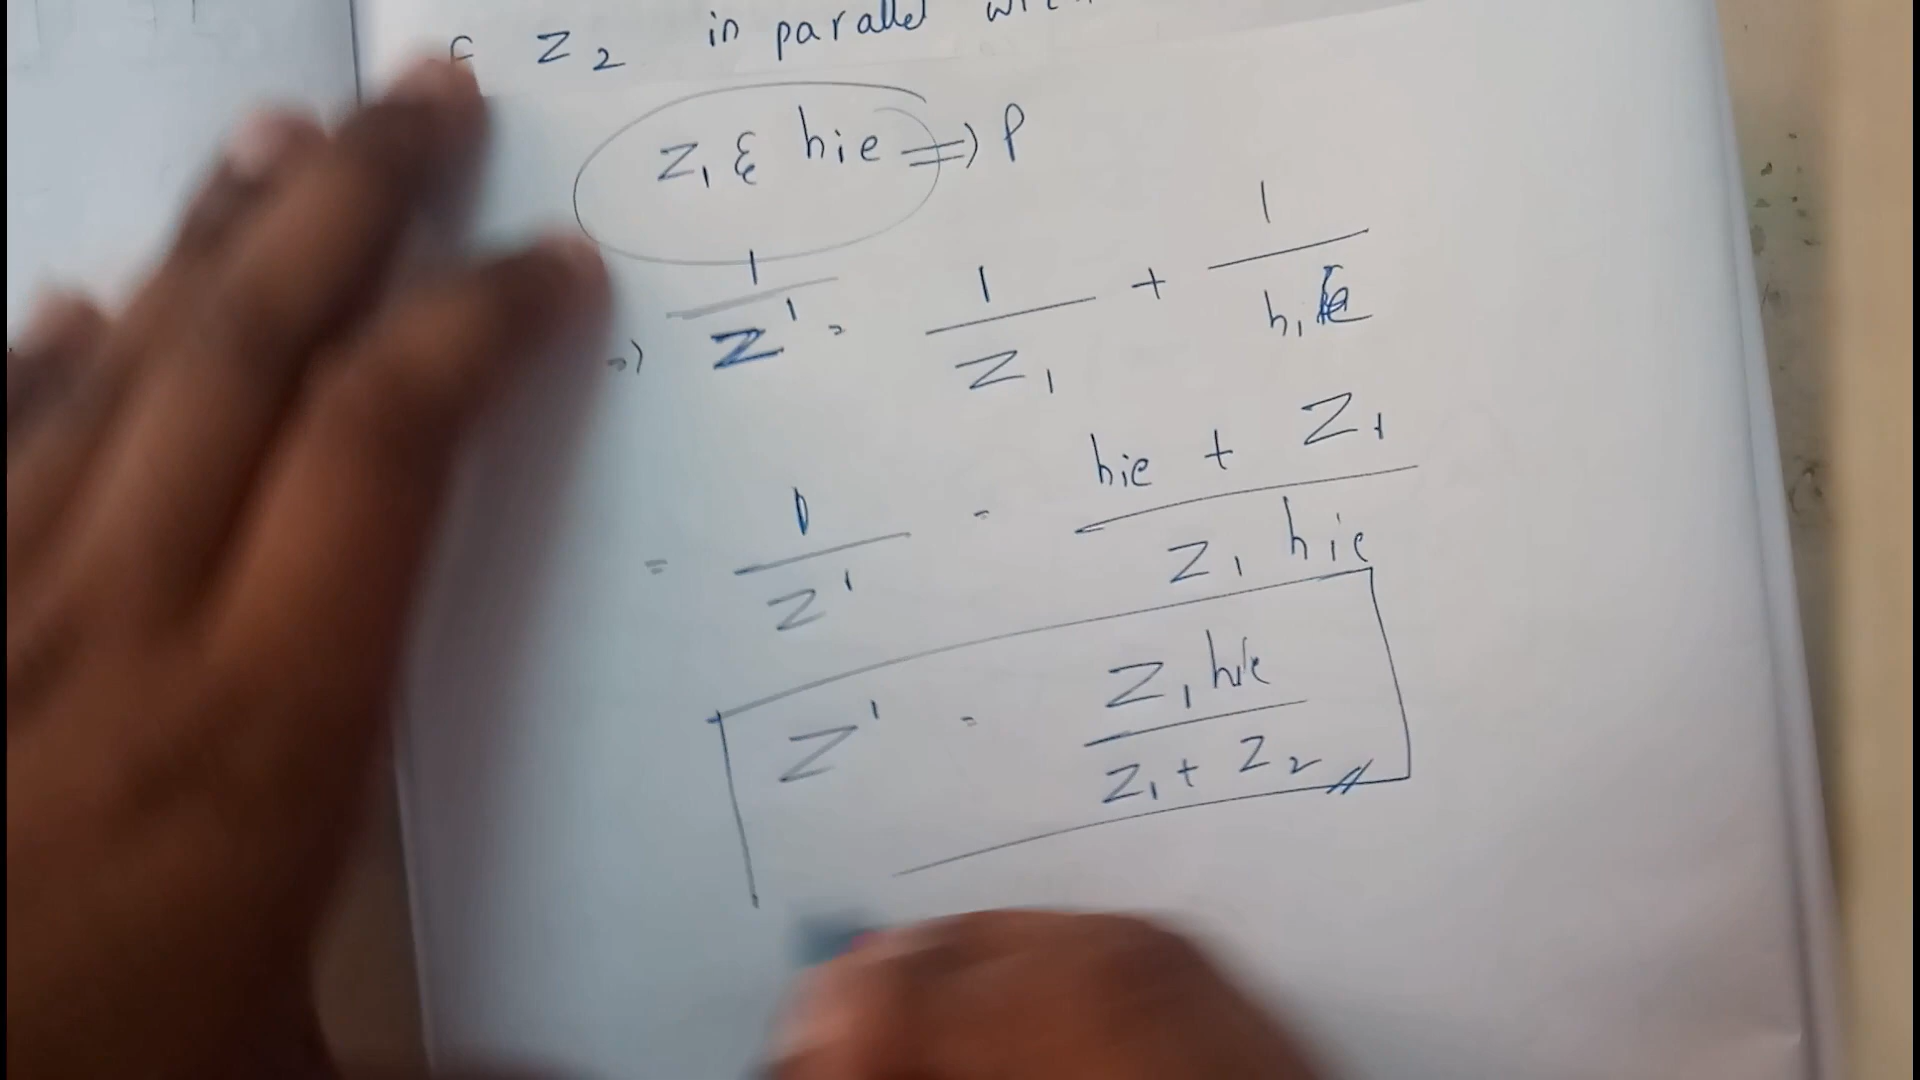 Z2 in parallel
Z1 & hie => P
=) 1/Z' = 1/Z1 + 1/hie
= 1/Z' = hie + Z1 / Z1 hie
Z' = Z1 hie / Z1 + Z2